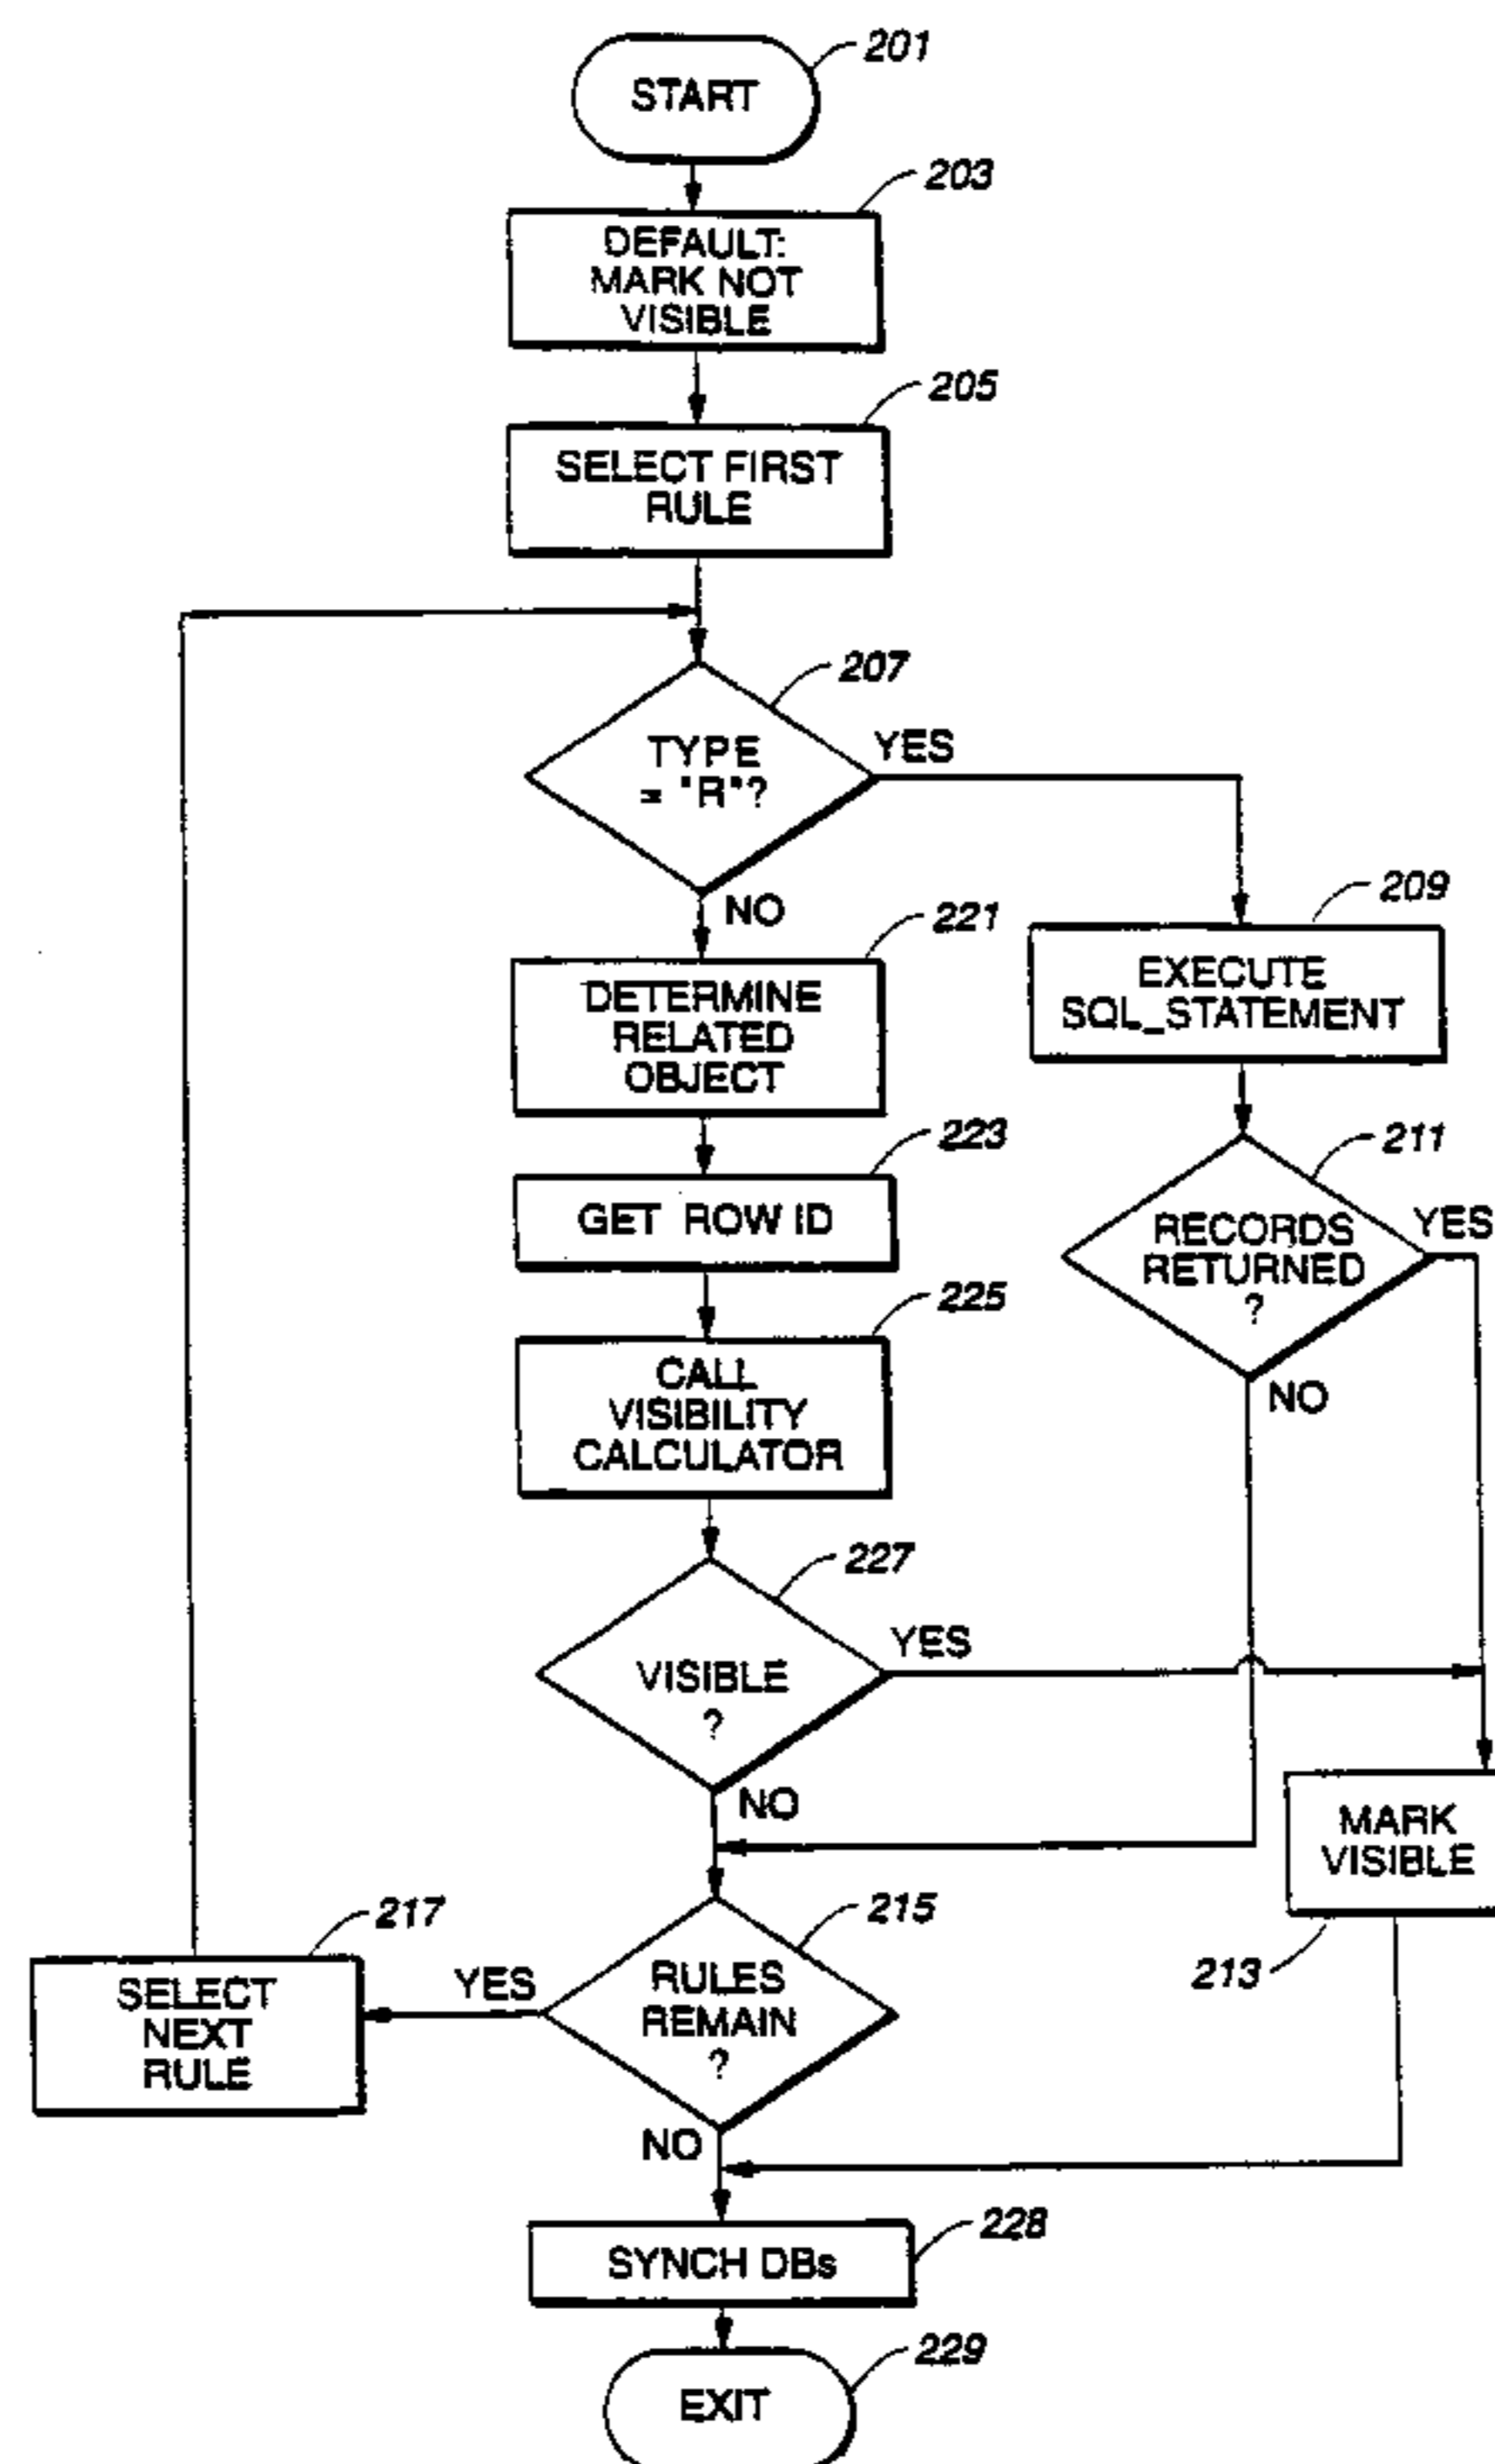 201
START
203
DEFAULT:
MARK NOT
VISIBLE
205
SELECT FIRST
RULE
207
TYPE
= "R"?
YES
NO
209
EXECUTE
SQL_STATEMENT
221
DETERMINE
RELATED
OBJECT
211
RECORDS
RETURNED
?
YES
NO
223
GET ROW ID
225
CALL
VISIBILITY
CALCULATOR
227
VISIBLE
?
YES
NO
MARK
VISIBLE
213
215
RULES
REMAIN
?
YES
NO
217
SELECT
NEXT
RULE
228
SYNCH DBs
229
EXIT